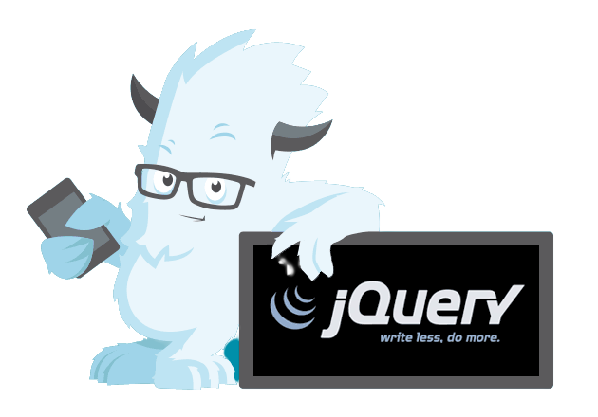 jQuery
write less, do more.